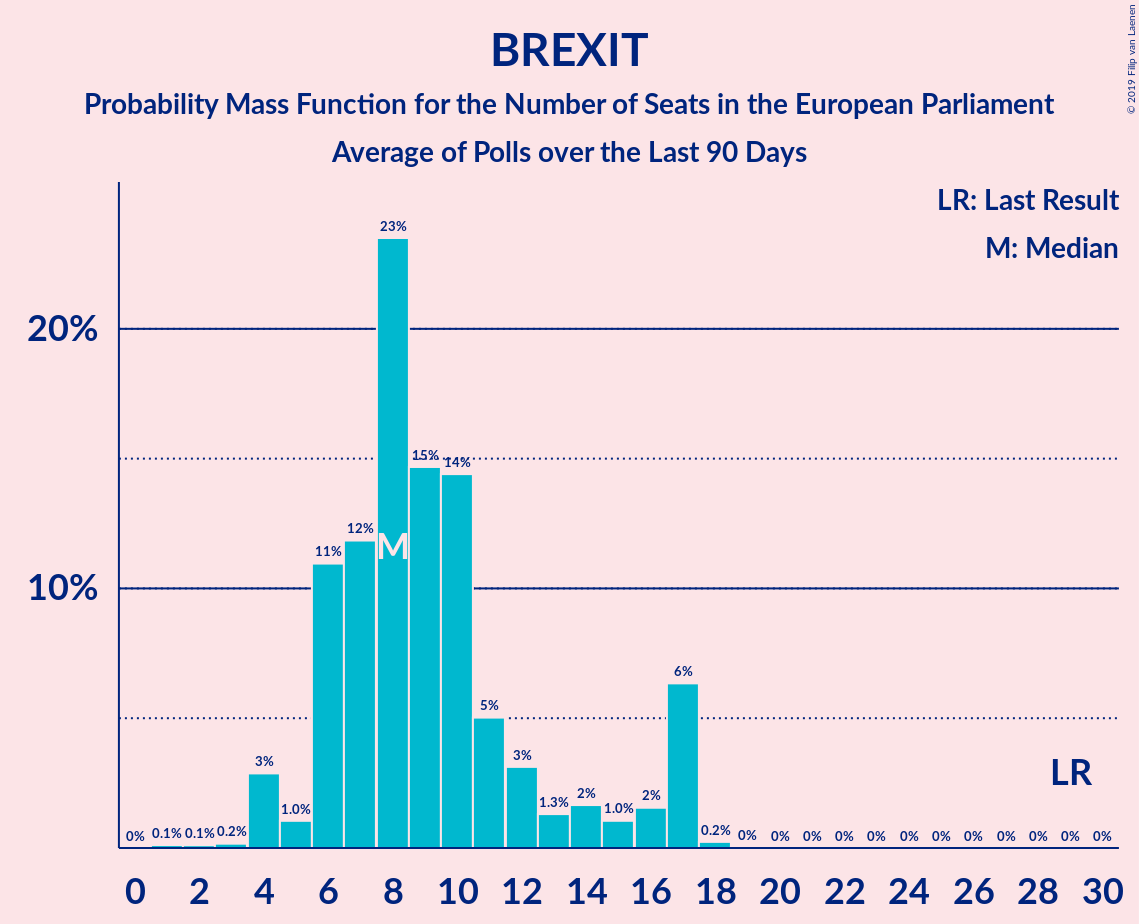 BREXIT
Probability Mass Function for the Number of Seats in the European Parliament
Average of Polls over the Last 90 Days
© 2019 Filip van Laenen
LR: Last Result
M: Median
20%
10%
0% 0.1% 0.1% 0.2% 3% 1.0% 11% 12% 23% 15% 14% 5% 3% 1.3% 2% 1.0% 2% 6% 0.2% 0% 0% 0% 0% 0% 0% 0% 0% 0% 0% 0% 0%
M
LR
0 2 4 6 8 10 12 14 16 18 20 22 24 26 28 30